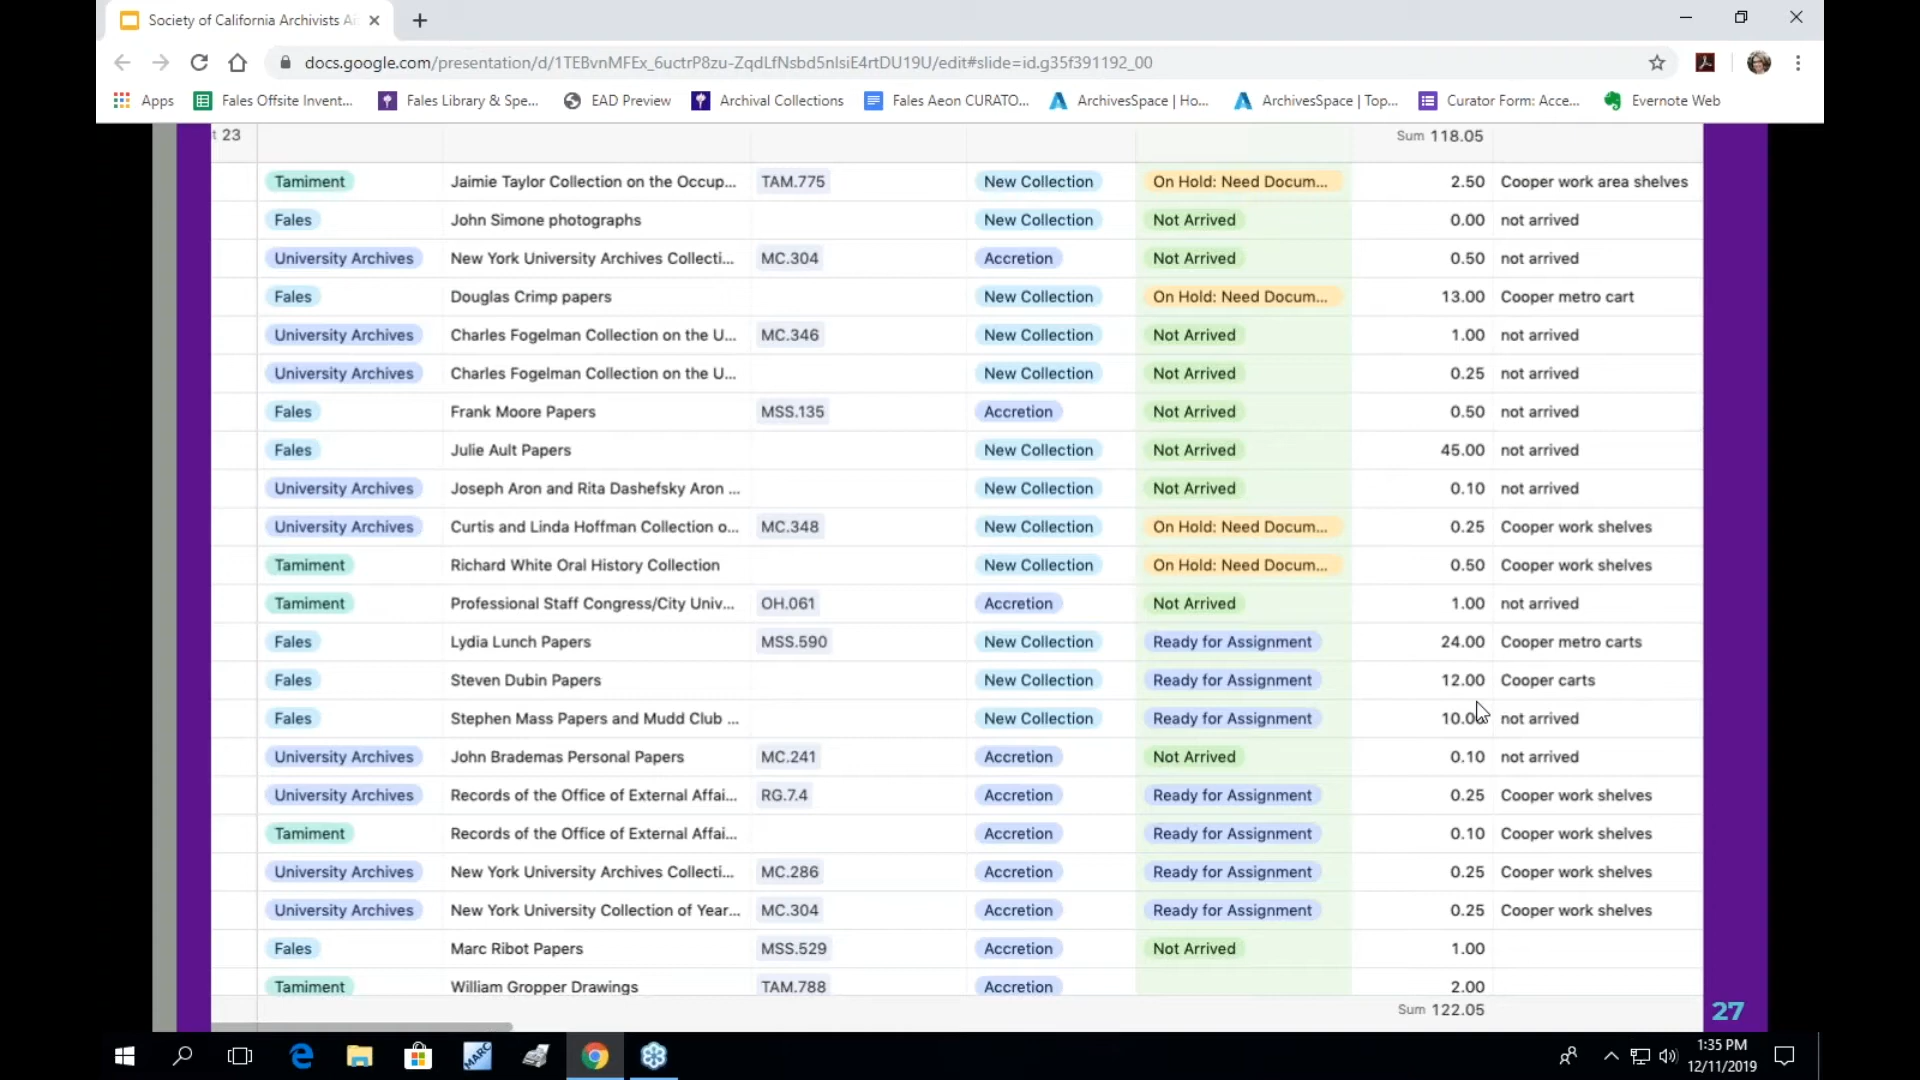 Society of California Archivists Ai
docs.google.com/presentation/d/1TEBvnMFEx_6uctrP8zu-ZqdLfNsbd5nlsiE4rtDU19U/edit#slide=id.g35f391192_00
Apps Fales Offsite Invent... Fales Library & Spe... EAD Preview Archival Collections Fales Aeon CURATO... ArchivesSpace | Ho... ArchivesSpace | Top... Curator Form: Acce... Evernote Web
t 23 Sum 118.05
Tamiment Jaimie Taylor Collection on the Occup... TAM.775 New Collection On Hold: Need Docum... 2.50 Cooper work area shelves
Fales John Simone photographs New Collection Not Arrived 0.00 not arrived
University Archives New York University Archives Collecti... MC.304 Accretion Not Arrived 0.50 not arrived
Fales Douglas Crimp papers New Collection On Hold: Need Docum... 13.00 Cooper metro cart
University Archives Charles Fogelman Collection on the U... MC.346 New Collection Not Arrived 1.00 not arrived
University Archives Charles Fogelman Collection on the U... New Collection Not Arrived 0.25 not arrived
Fales Frank Moore Papers MSS.135 Accretion Not Arrived 0.50 not arrived
Fales Julie Ault Papers New Collection Not Arrived 45.00 not arrived
University Archives Joseph Aron and Rita Dashefsky Aron ... New Collection Not Arrived 0.10 not arrived
University Archives Curtis and Linda Hoffman Collection o... MC.348 New Collection On Hold: Need Docum... 0.25 Cooper work shelves
Tamiment Richard White Oral History Collection New Collection On Hold: Need Docum... 0.50 Cooper work shelves
Tamiment Professional Staff Congress/City Univ... OH.061 Accretion Not Arrived 1.00 not arrived
Fales Lydia Lunch Papers MSS.590 New Collection Ready for Assignment 24.00 Cooper metro carts
Fales Steven Dubin Papers New Collection Ready for Assignment 12.00 Cooper carts
Fales Stephen Mass Papers and Mudd Club ... New Collection Ready for Assignment 10.00 not arrived
University Archives John Brademas Personal Papers MC.241 Accretion Not Arrived 0.10 not arrived
University Archives Records of the Office of External Affai... RG.7.4 Accretion Ready for Assignment 0.25 Cooper work shelves
Tamiment Records of the Office of External Affai... Accretion Ready for Assignment 0.10 Cooper work shelves
University Archives New York University Archives Collecti... MC.286 Accretion Ready for Assignment 0.25 Cooper work shelves
University Archives New York University Collection of Year... MC.304 Accretion Ready for Assignment 0.25 Cooper work shelves
Fales Marc Ribot Papers MSS.529 Accretion Not Arrived 1.00
Tamiment William Gropper Drawings TAM.788 Accretion 2.00
Sum 122.05
27
MARC
1:35 PM
12/11/2019